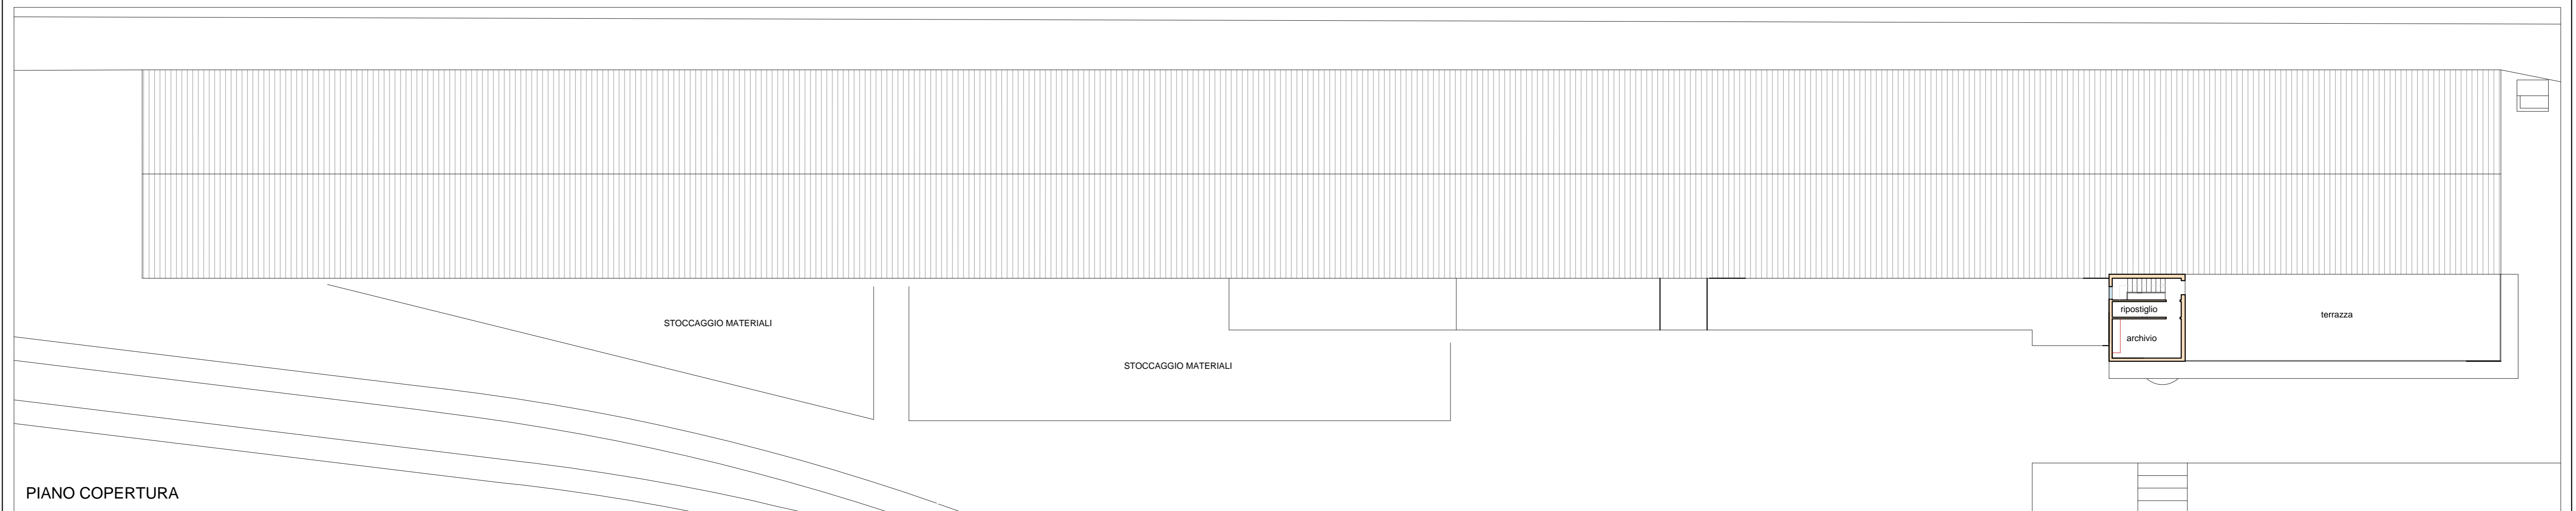 STOCCAGGIO MATERIALI
STOCCAGGIO MATERIALI
ripostiglio
archivio
terrazza
PIANO COPERTURA